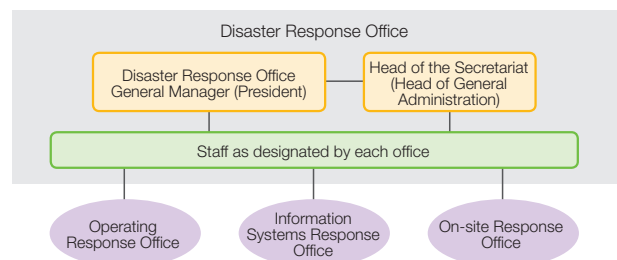 Disaster Response Office
Disaster Response Office
General Manager (President)
Head of the Secretariat
(Head of General
Administration)
Staff as designated by each office
Operating
Response Office
Information
Systems Response
Office
On-site Response
Office